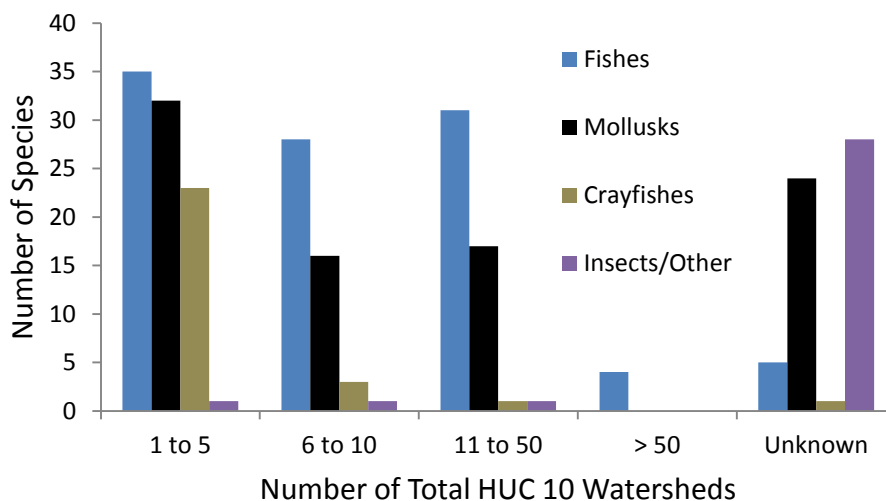 40
35
30
25
20
15
10
5
0
Number of Species
Fishes
Mollusks
Crayfishes
Insects/Other
1 to 5 6 to 10 11 to 50 > 50 Unknown
Number of Total HUC 10 Watersheds